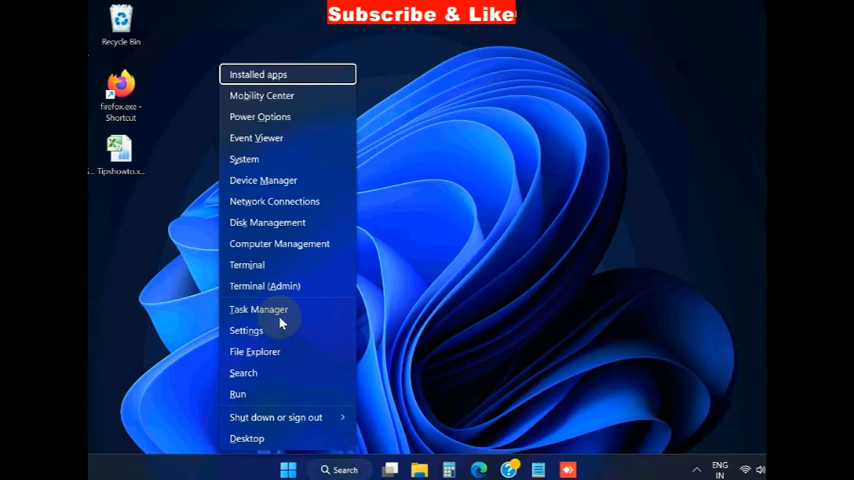 Subscribe & Like
Recycle Bin
firefox.exe -
Shortcut
Tipshowto.x...
Installed apps
Mobility Center
Power Options
Event Viewer
System
Device Manager
Network Connections
Disk Management
Computer Management
Terminal
Terminal (Admin)
Task Manager
Settings
File Explorer
Search
Run
Shut down or sign out
Desktop
Search
ENG
IN